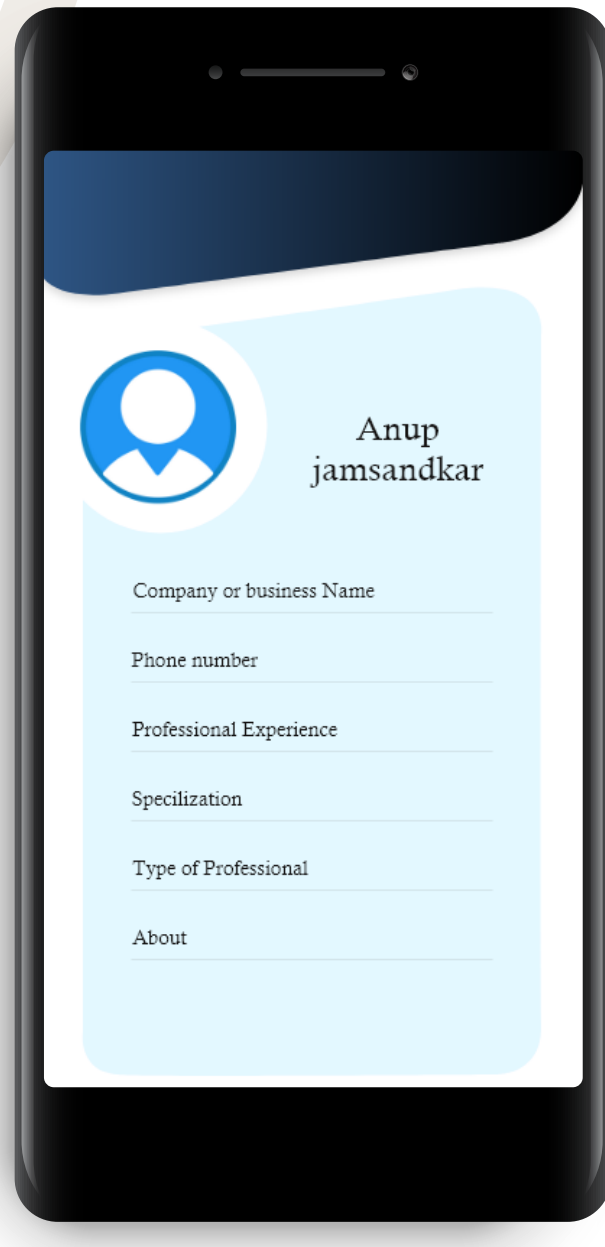 Anup
jamsandkar
Company or business Name
Phone number
Professional Experience
Specilization
Type of Professional
About